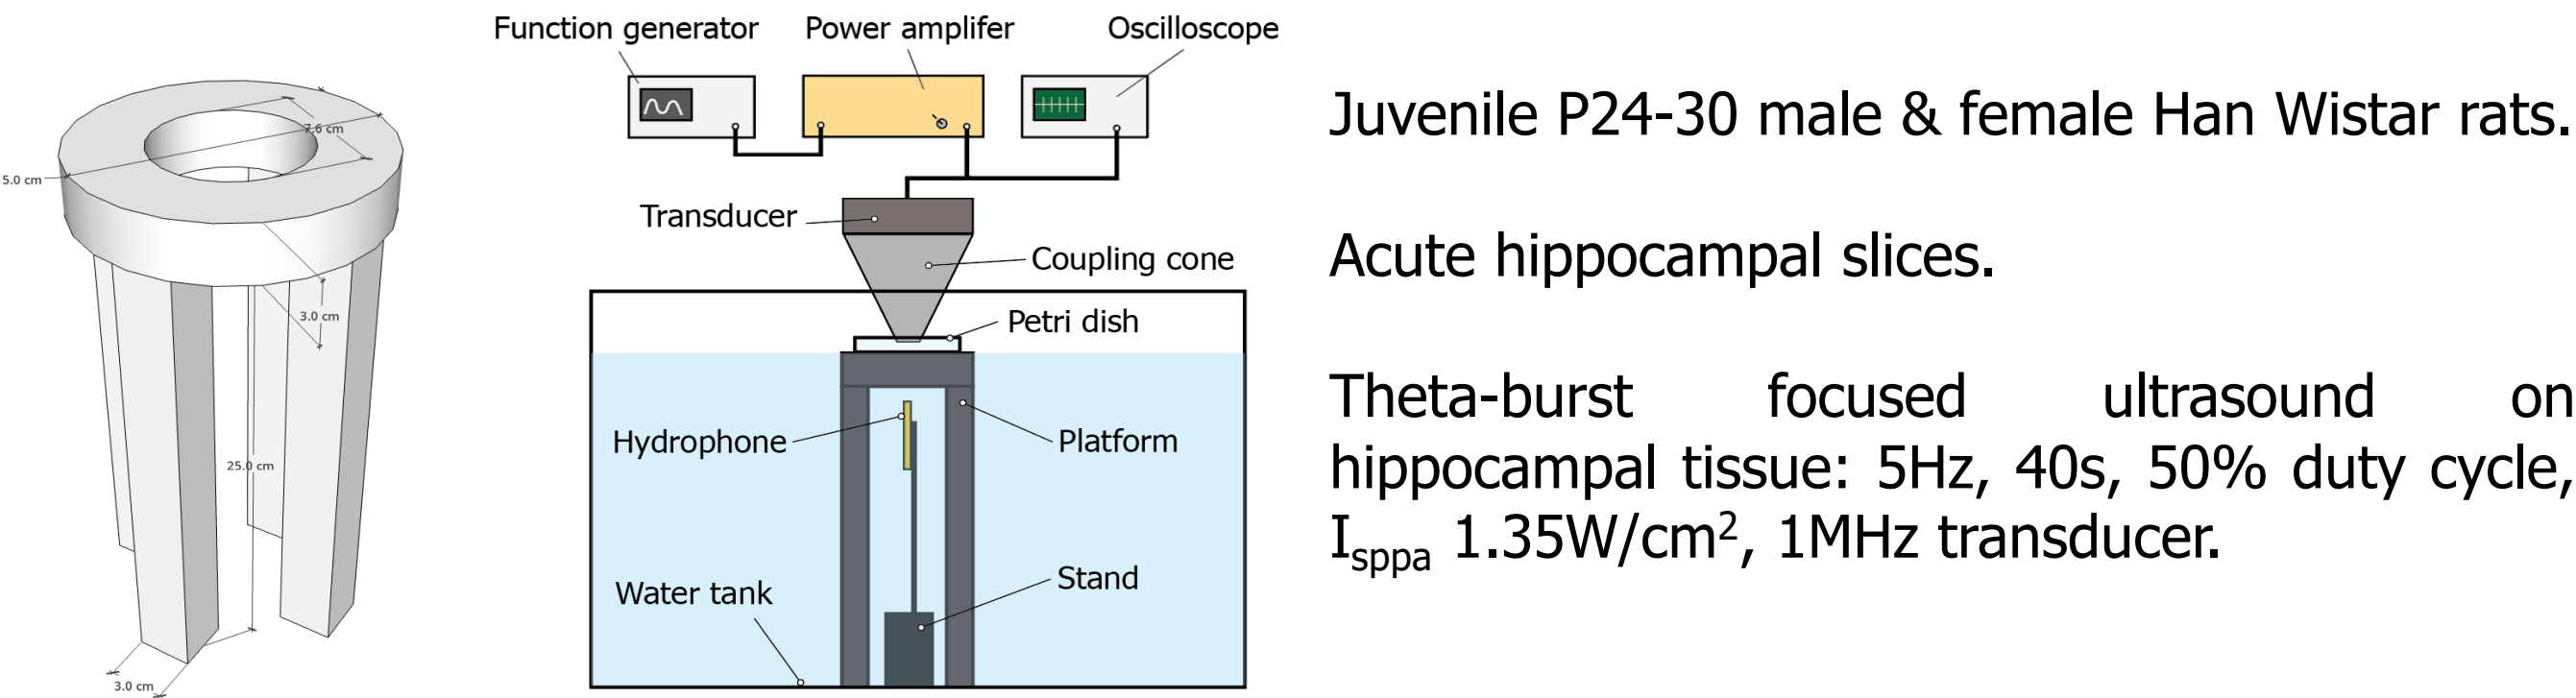 7.6 cm
5.0 cm
3.0 cm
25.0 cm
3.0 cm
Function generator
Power amplifer
Oscilloscope
Transducer
Coupling cone
Petri dish
Hydrophone
Platform
Water tank
Stand
Juvenile P24-30 male & female Han Wistar rats.
Acute hippocampal slices.
Theta-burst focused ultrasound on
hippocampal tissue: 5Hz, 40s, 50% duty cycle,
Isppa 1.35W/cm², 1MHz transducer.